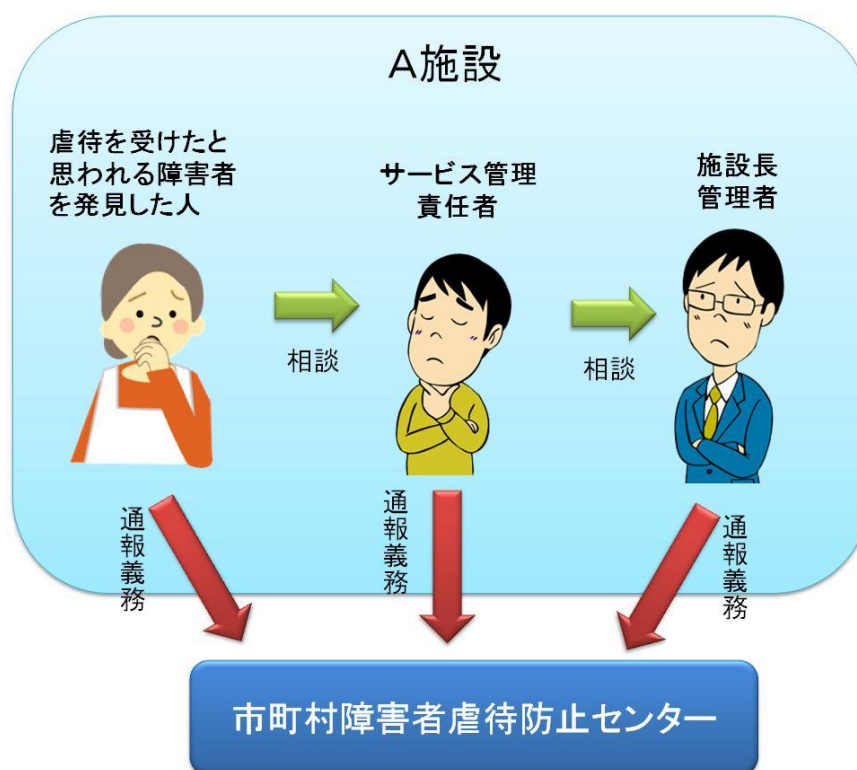 A施設
虐待を受けたと
思われる障害者
を発見した人
サービス管理
責任者
施設長
管理者
相談
相談
通報義務
通報義務
通報義務
市町村障害者虐待防止センター